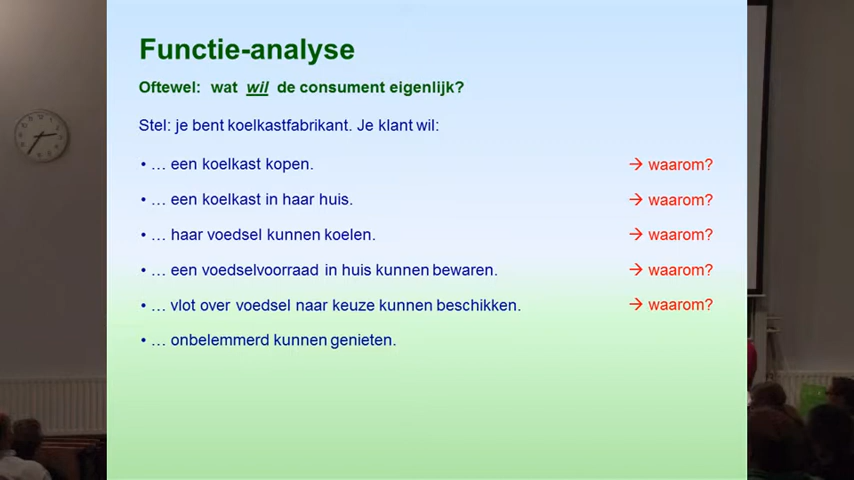 Functie-analyse
Oftewel: wat wil de consument eigenlijk?
Stel: je bent koelkastfabrikant. Je klant wil:
• … een koelkast kopen. → waarom?
• … een koelkast in haar huis. → waarom?
• … haar voedsel kunnen koelen. → waarom?
• … een voedselvoorraad in huis kunnen bewaren. → waarom?
• … vlot over voedsel naar keuze kunnen beschikken. → waarom?
• … onbelemmerd kunnen genieten.